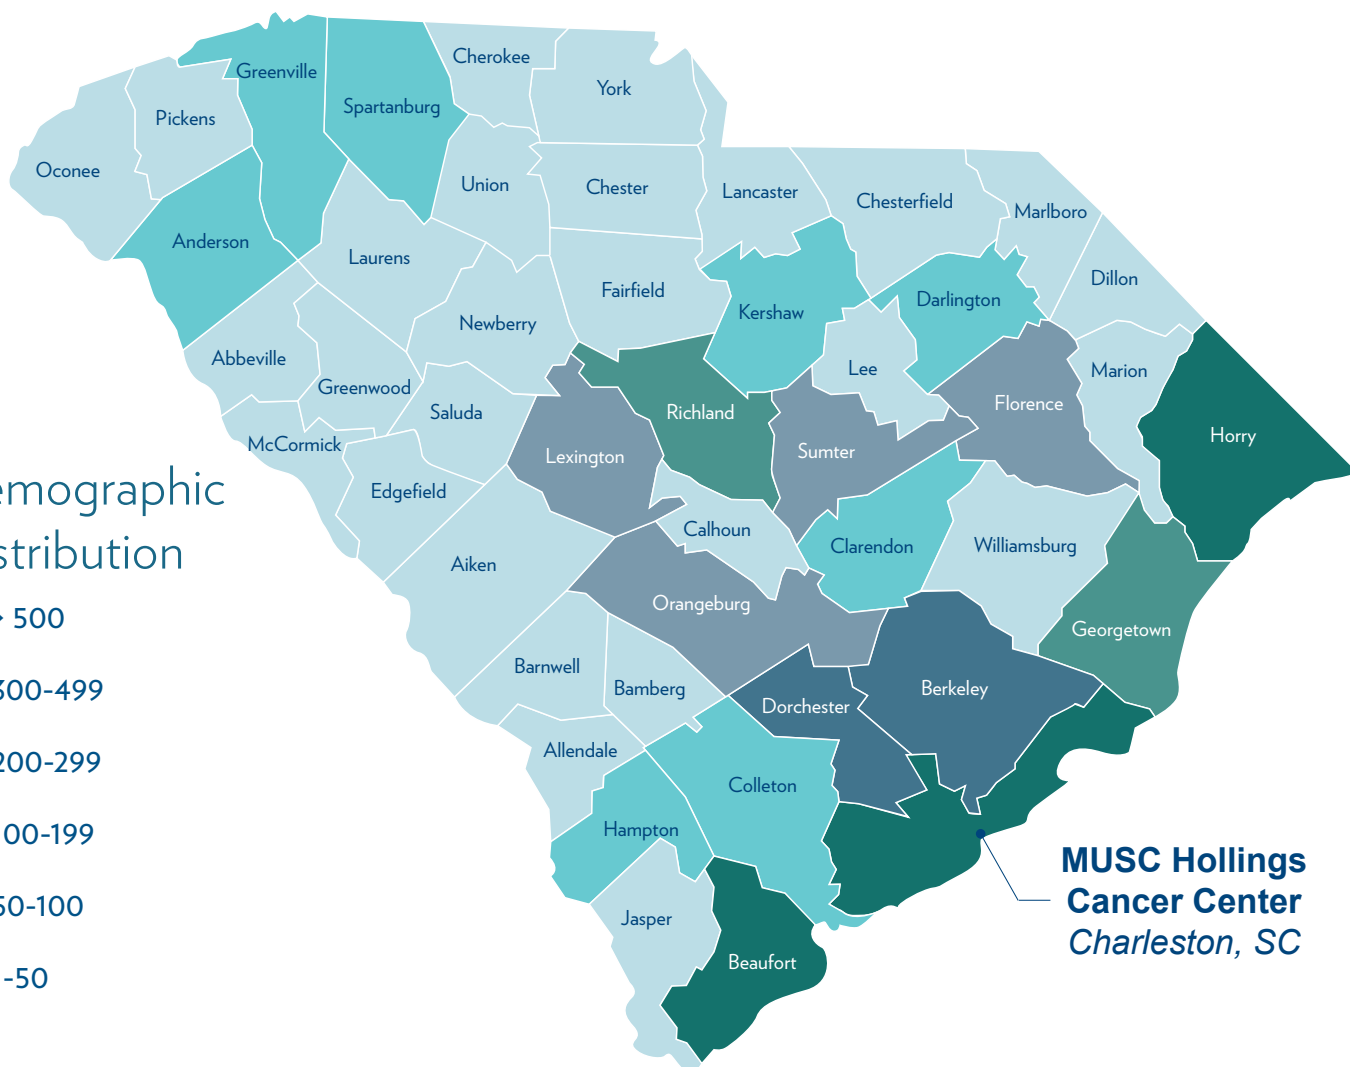 Cherokee
Greenville
York
Spartanburg
Pickens
Oconee
Union
Chester
Lancaster
Chesterfield
Marlboro
Anderson
Laurens
Dillon
Fairfield
Darlington
Kershaw
Newberry
Abbeville
Lee
Marion
Greenwood
Florence
Saluda
Richland
Horry
McCormick
Sumter
Lexington
Edgefield
emographic
stribution
Calhoun
Clarendon
Williamsburg
Aiken
Orangeburg
> 500
Georgetown
Barnwell
Bamberg
Berkeley
300-499
Dorchester
Allendale
200-299
Colleton
Hampton
00-199
MUSC Hollings
Cancer Center
Charleston, SC
50-100
Jasper
Beaufort
-50